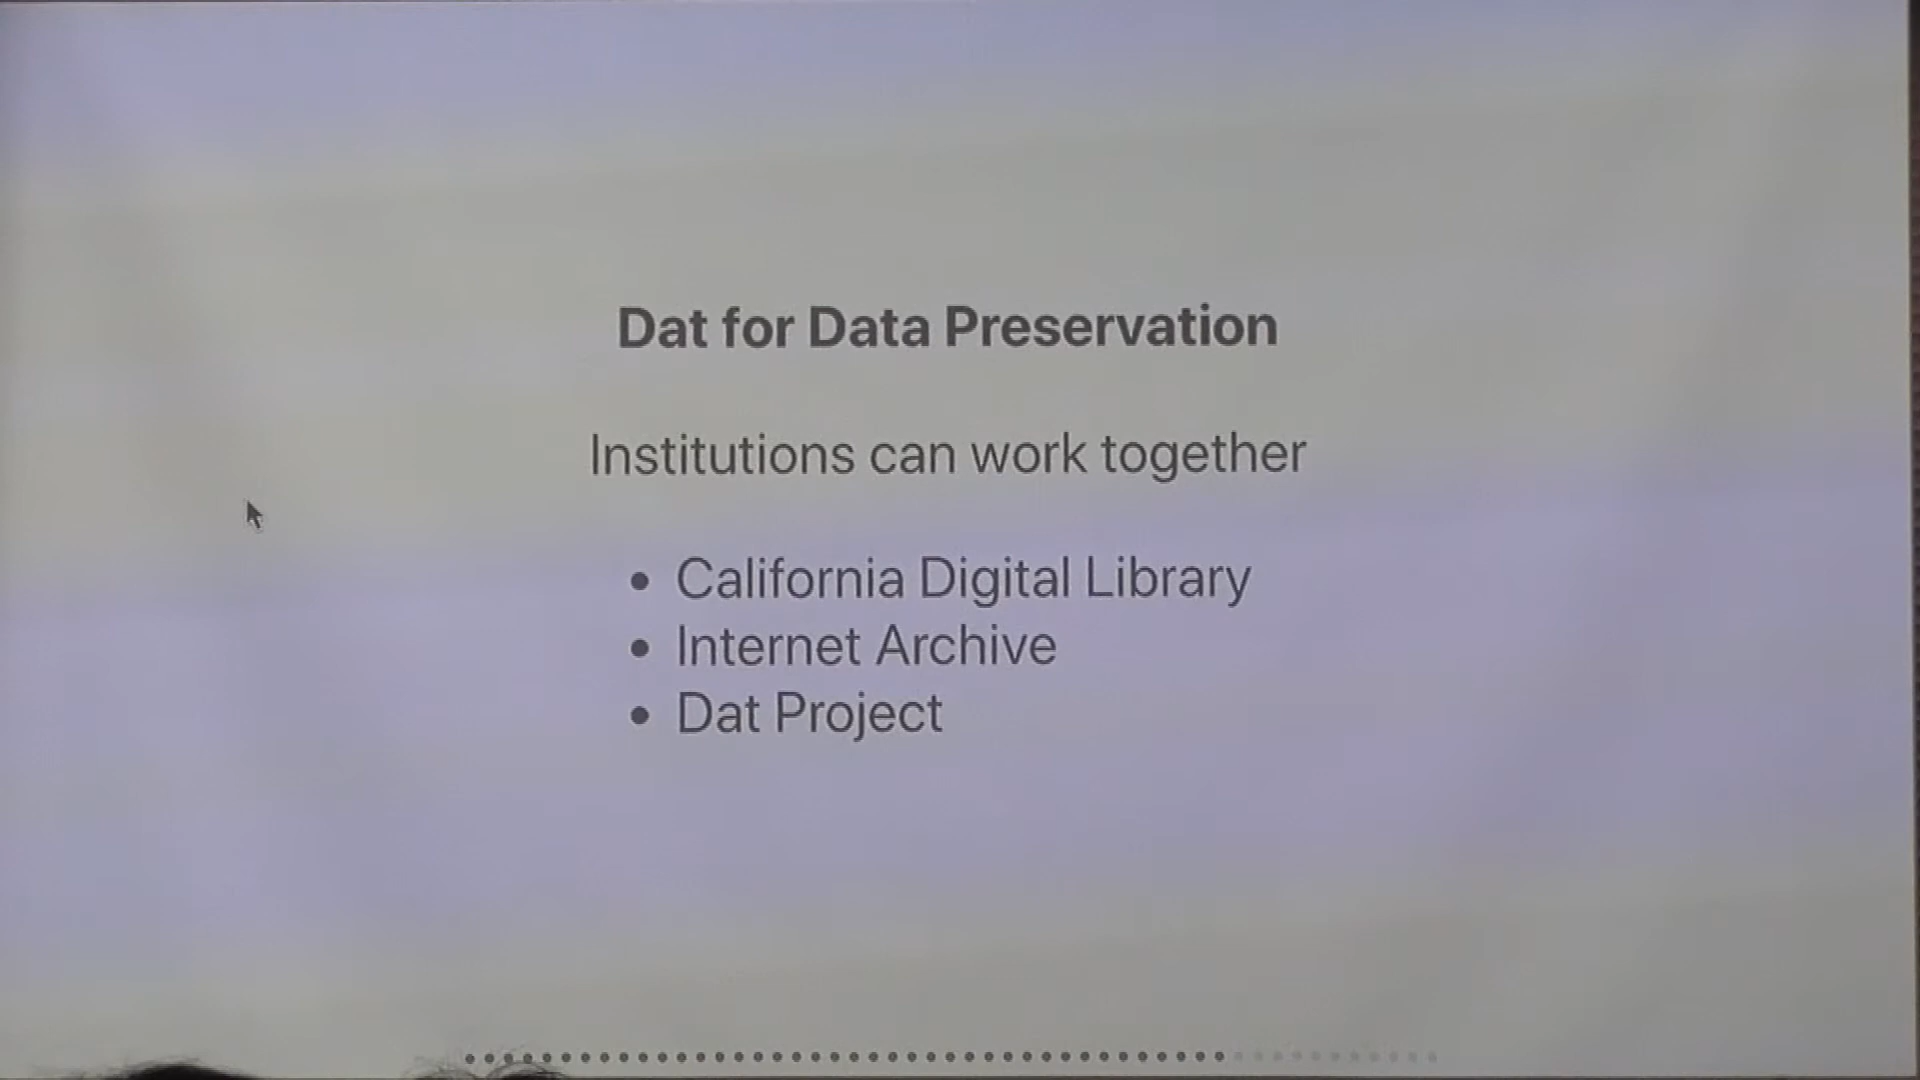 Dat for Data Preservation
Institutions can work together
• California Digital Library
• Internet Archive
• Dat Project